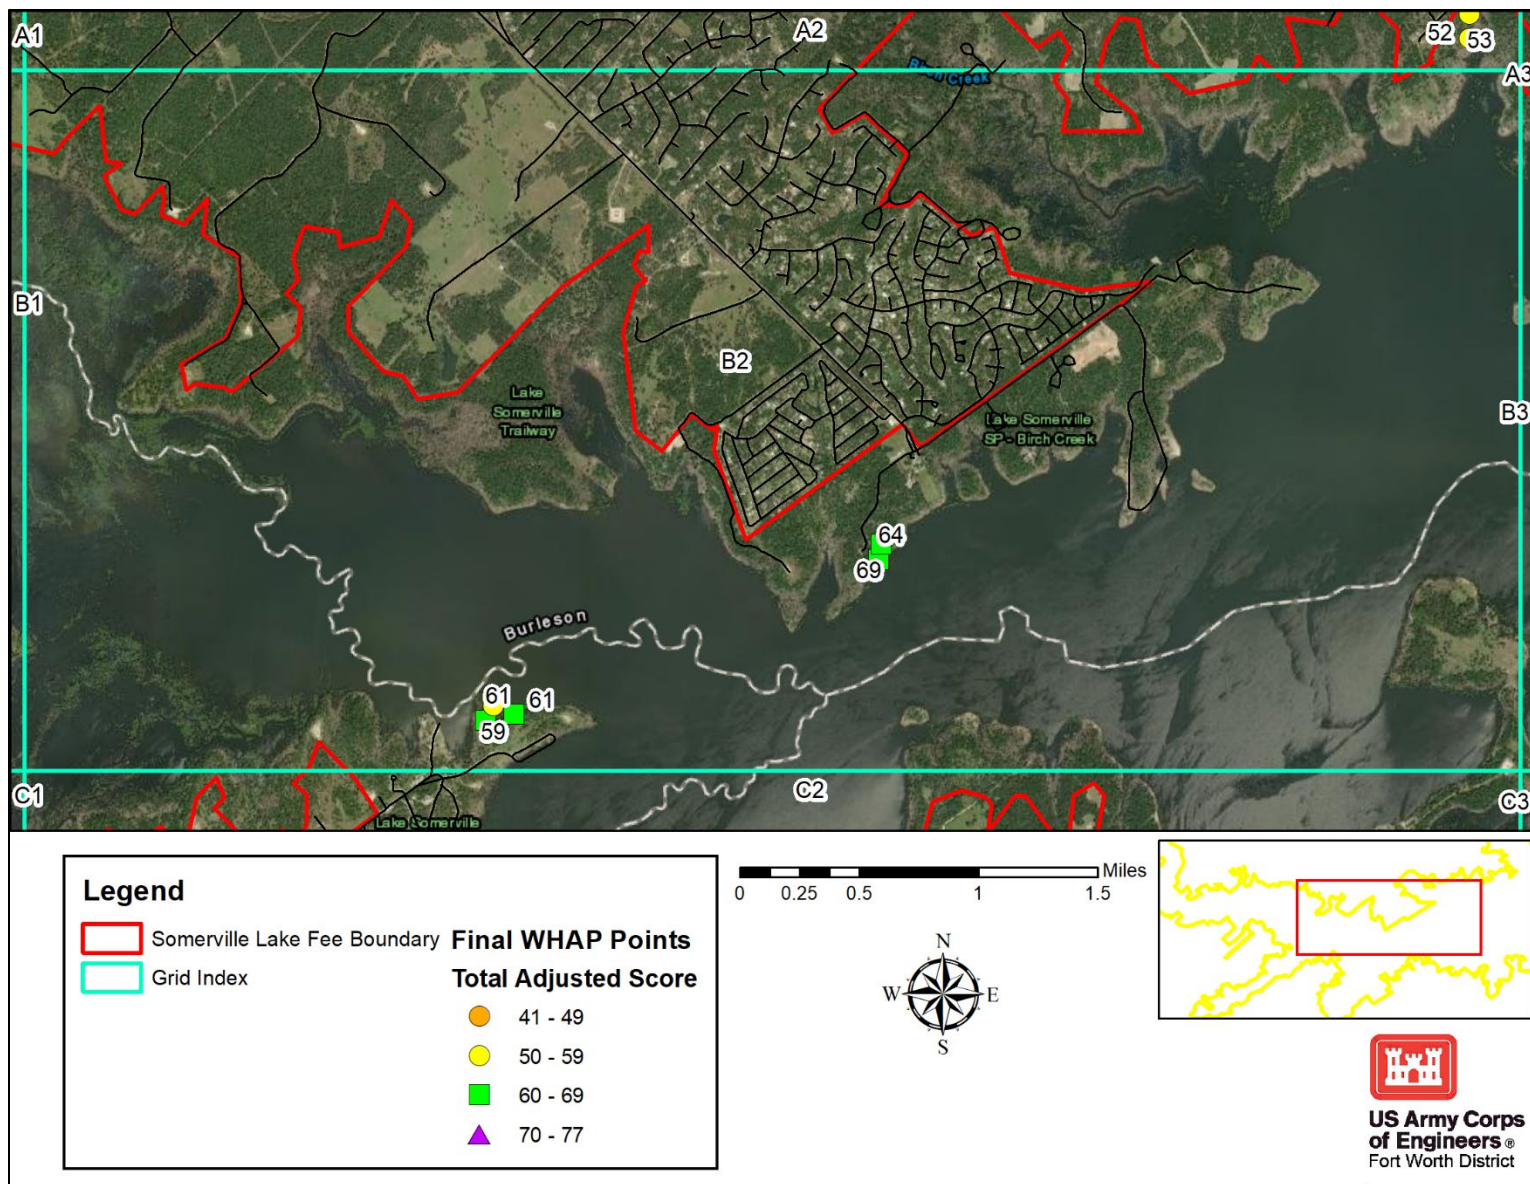 A1
A2
52
53
Birch Creek
A3
B1
B2
Lake
Somerville
Trailway
Lake Somerville
SP - Birch Creek
B3
64
69
Burleson
61
61
59
C1
C2
C3
Lake Somerville
Legend
Somerville Lake Fee Boundary
Grid Index
Final WHAP Points
Total Adjusted Score
41 - 49
50 - 59
60 - 69
70 - 77
Miles
0 0.25 0.5 1 1.5
N
W E
S
US Army Corps
of Engineers ®
Fort Worth District